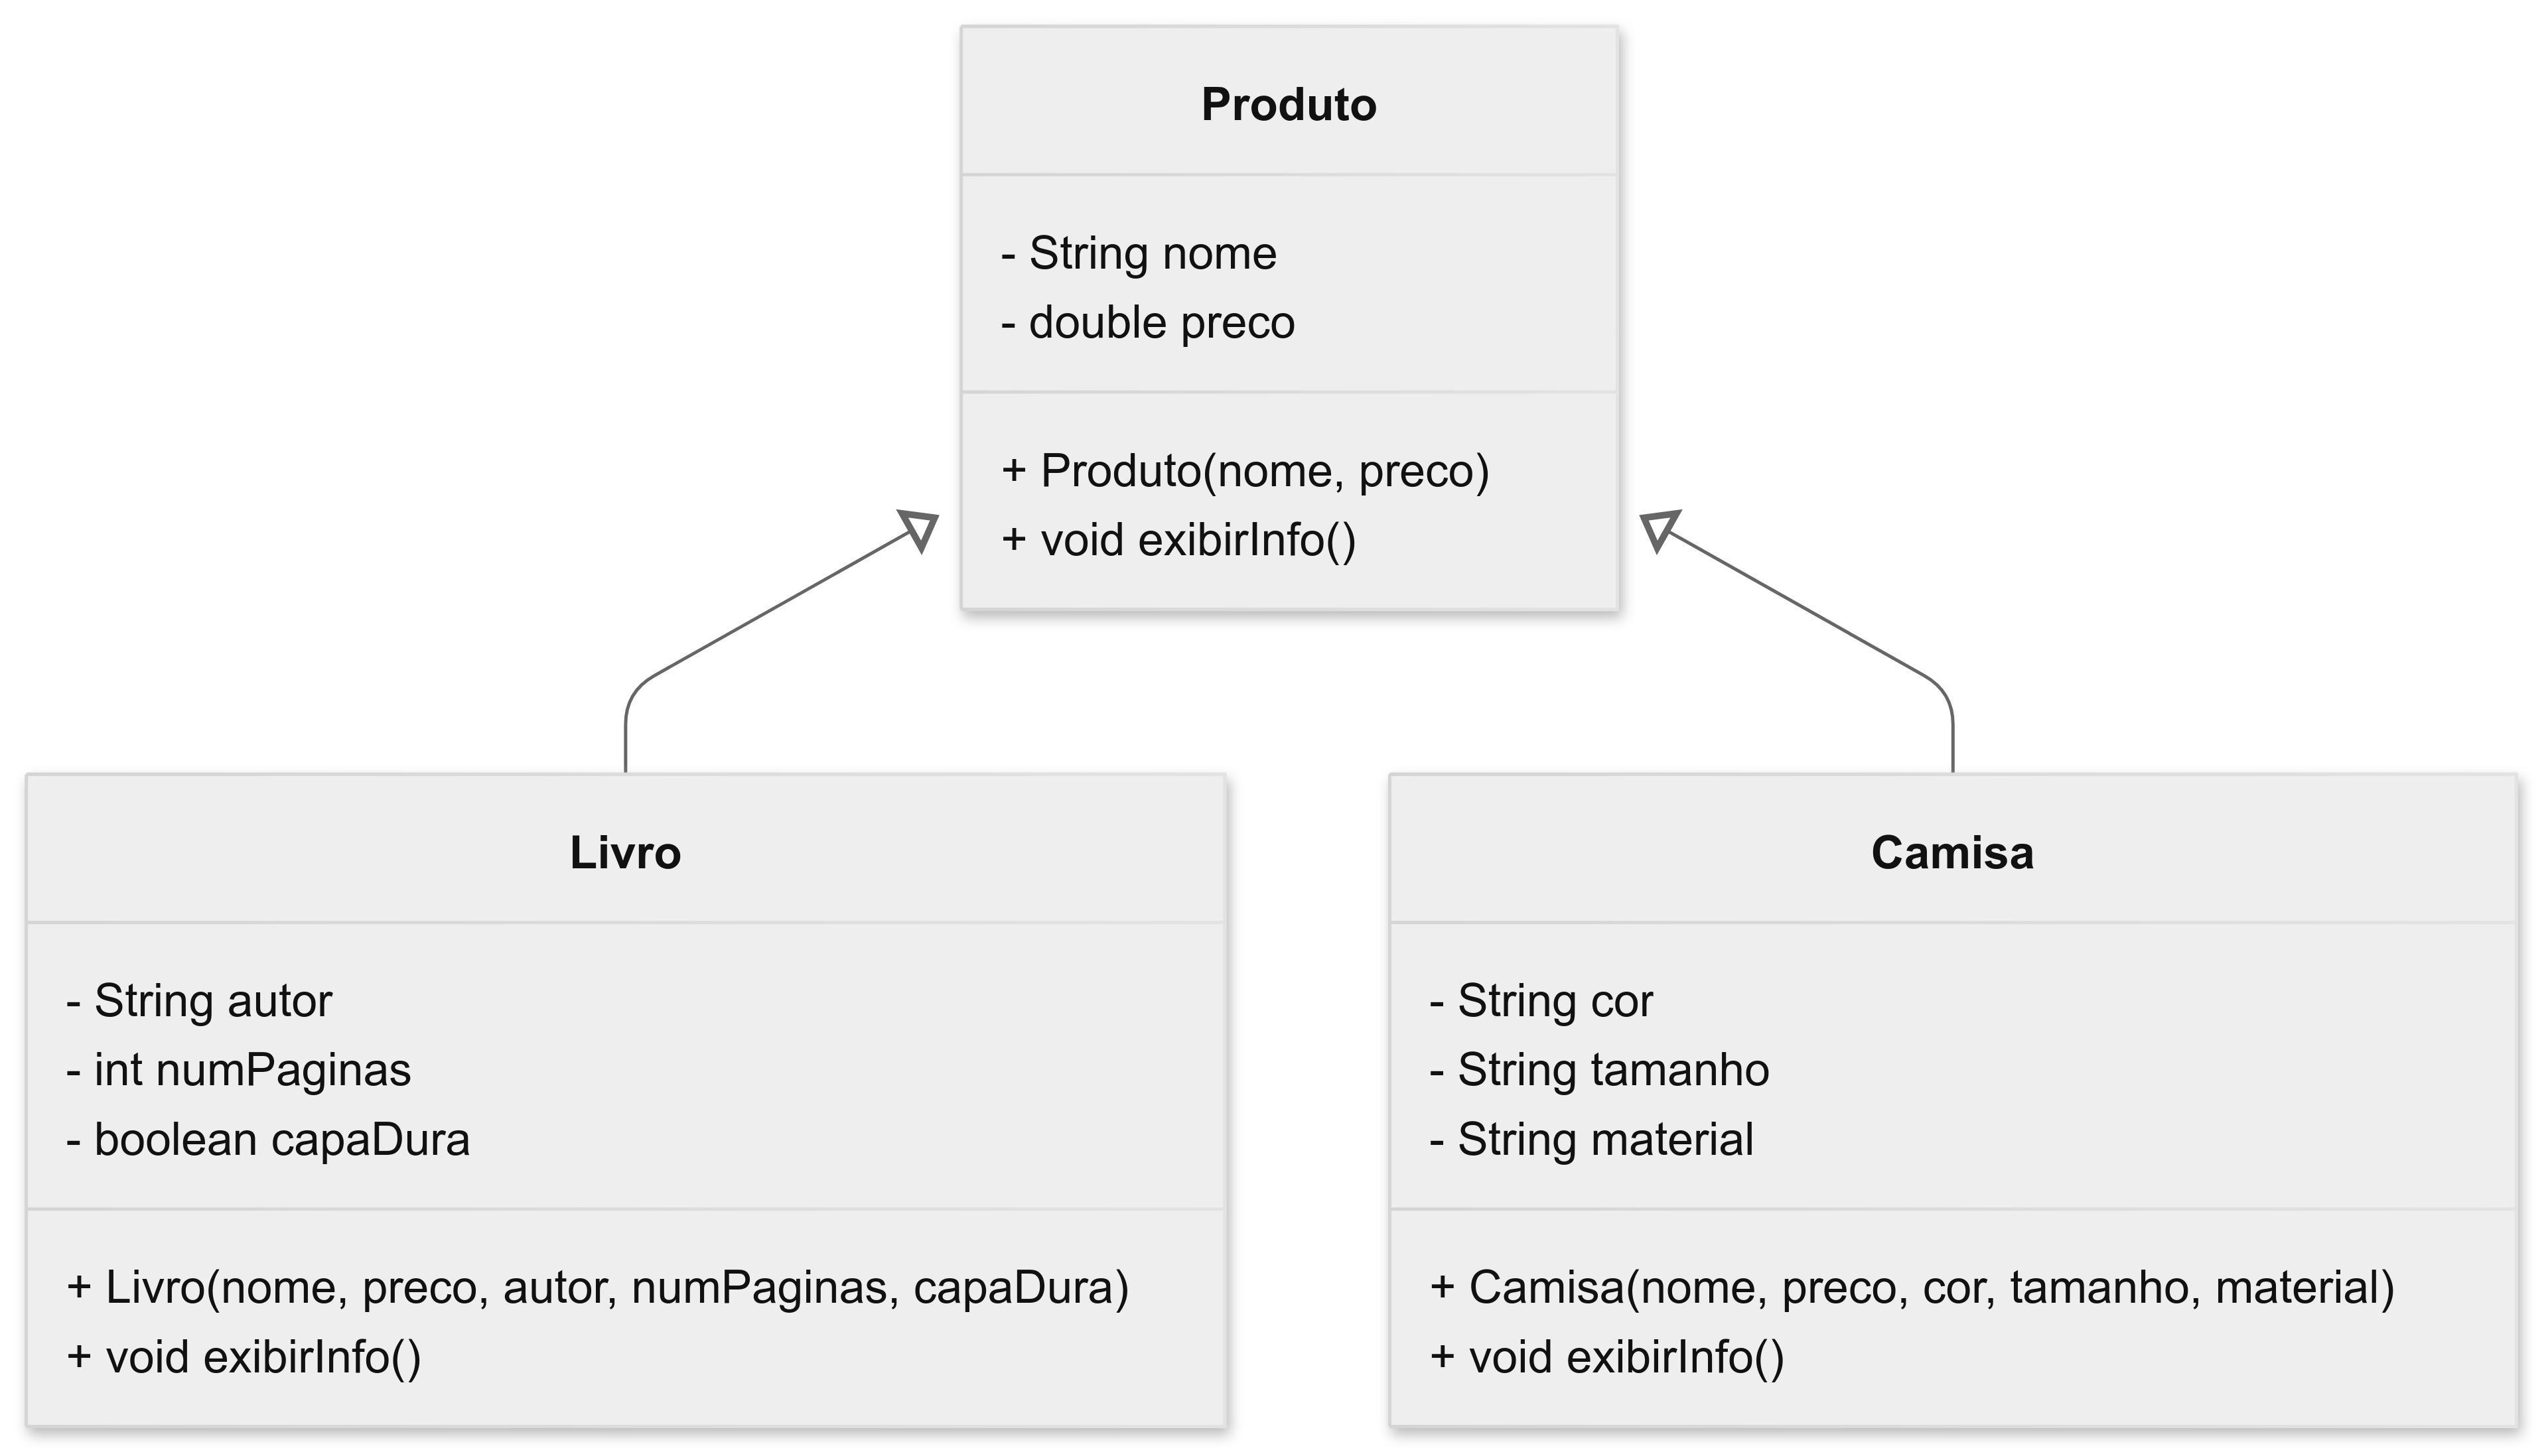 Produto
- String nome
- double preco
+ Produto(nome, preco)
+ void exibirInfo()
Livro
- String autor
- int numPaginas
- boolean capaDura
+ Livro(nome, preco, autor, numPaginas, capaDura)
+ void exibirInfo()
Camisa
- String cor
- String tamanho
- String material
+ Camisa(nome, preco, cor, tamanho, material)
+ void exibirInfo()